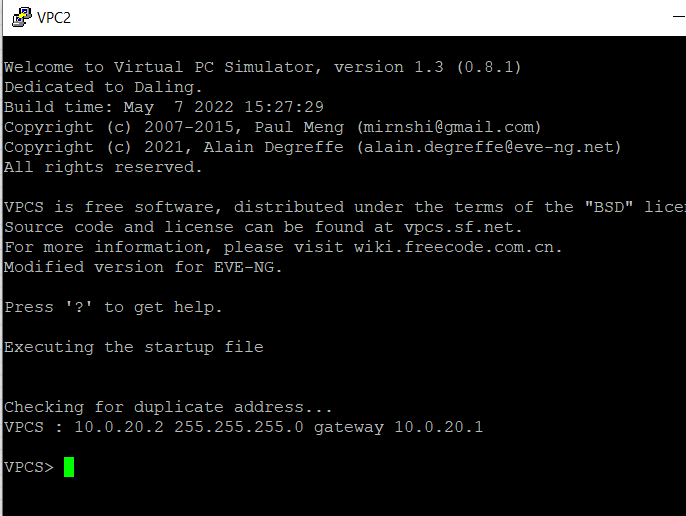 VPC2
Welcome to Virtual PC Simulator, version 1.3 (0.8.1)
Dedicated to Daling.
Build time: May  7 2022 15:27:29
Copyright (c) 2007-2015, Paul Meng (mirnshi@gmail.com)
Copyright (c) 2021, Alain Degreffe (alain.degreffe@eve-ng.net)
All rights reserved.
VPCS is free software, distributed under the terms of the "BSD" licen
Source code and license can be found at vpcs.sf.net.
For more information, please visit wiki.freecode.com.cn.
Modified version for EVE-NG.
Press '?' to get help.
Executing the startup file
Checking for duplicate address...
VPCS : 10.0.20.2 255.255.255.0 gateway 10.0.20.1
VPCS>